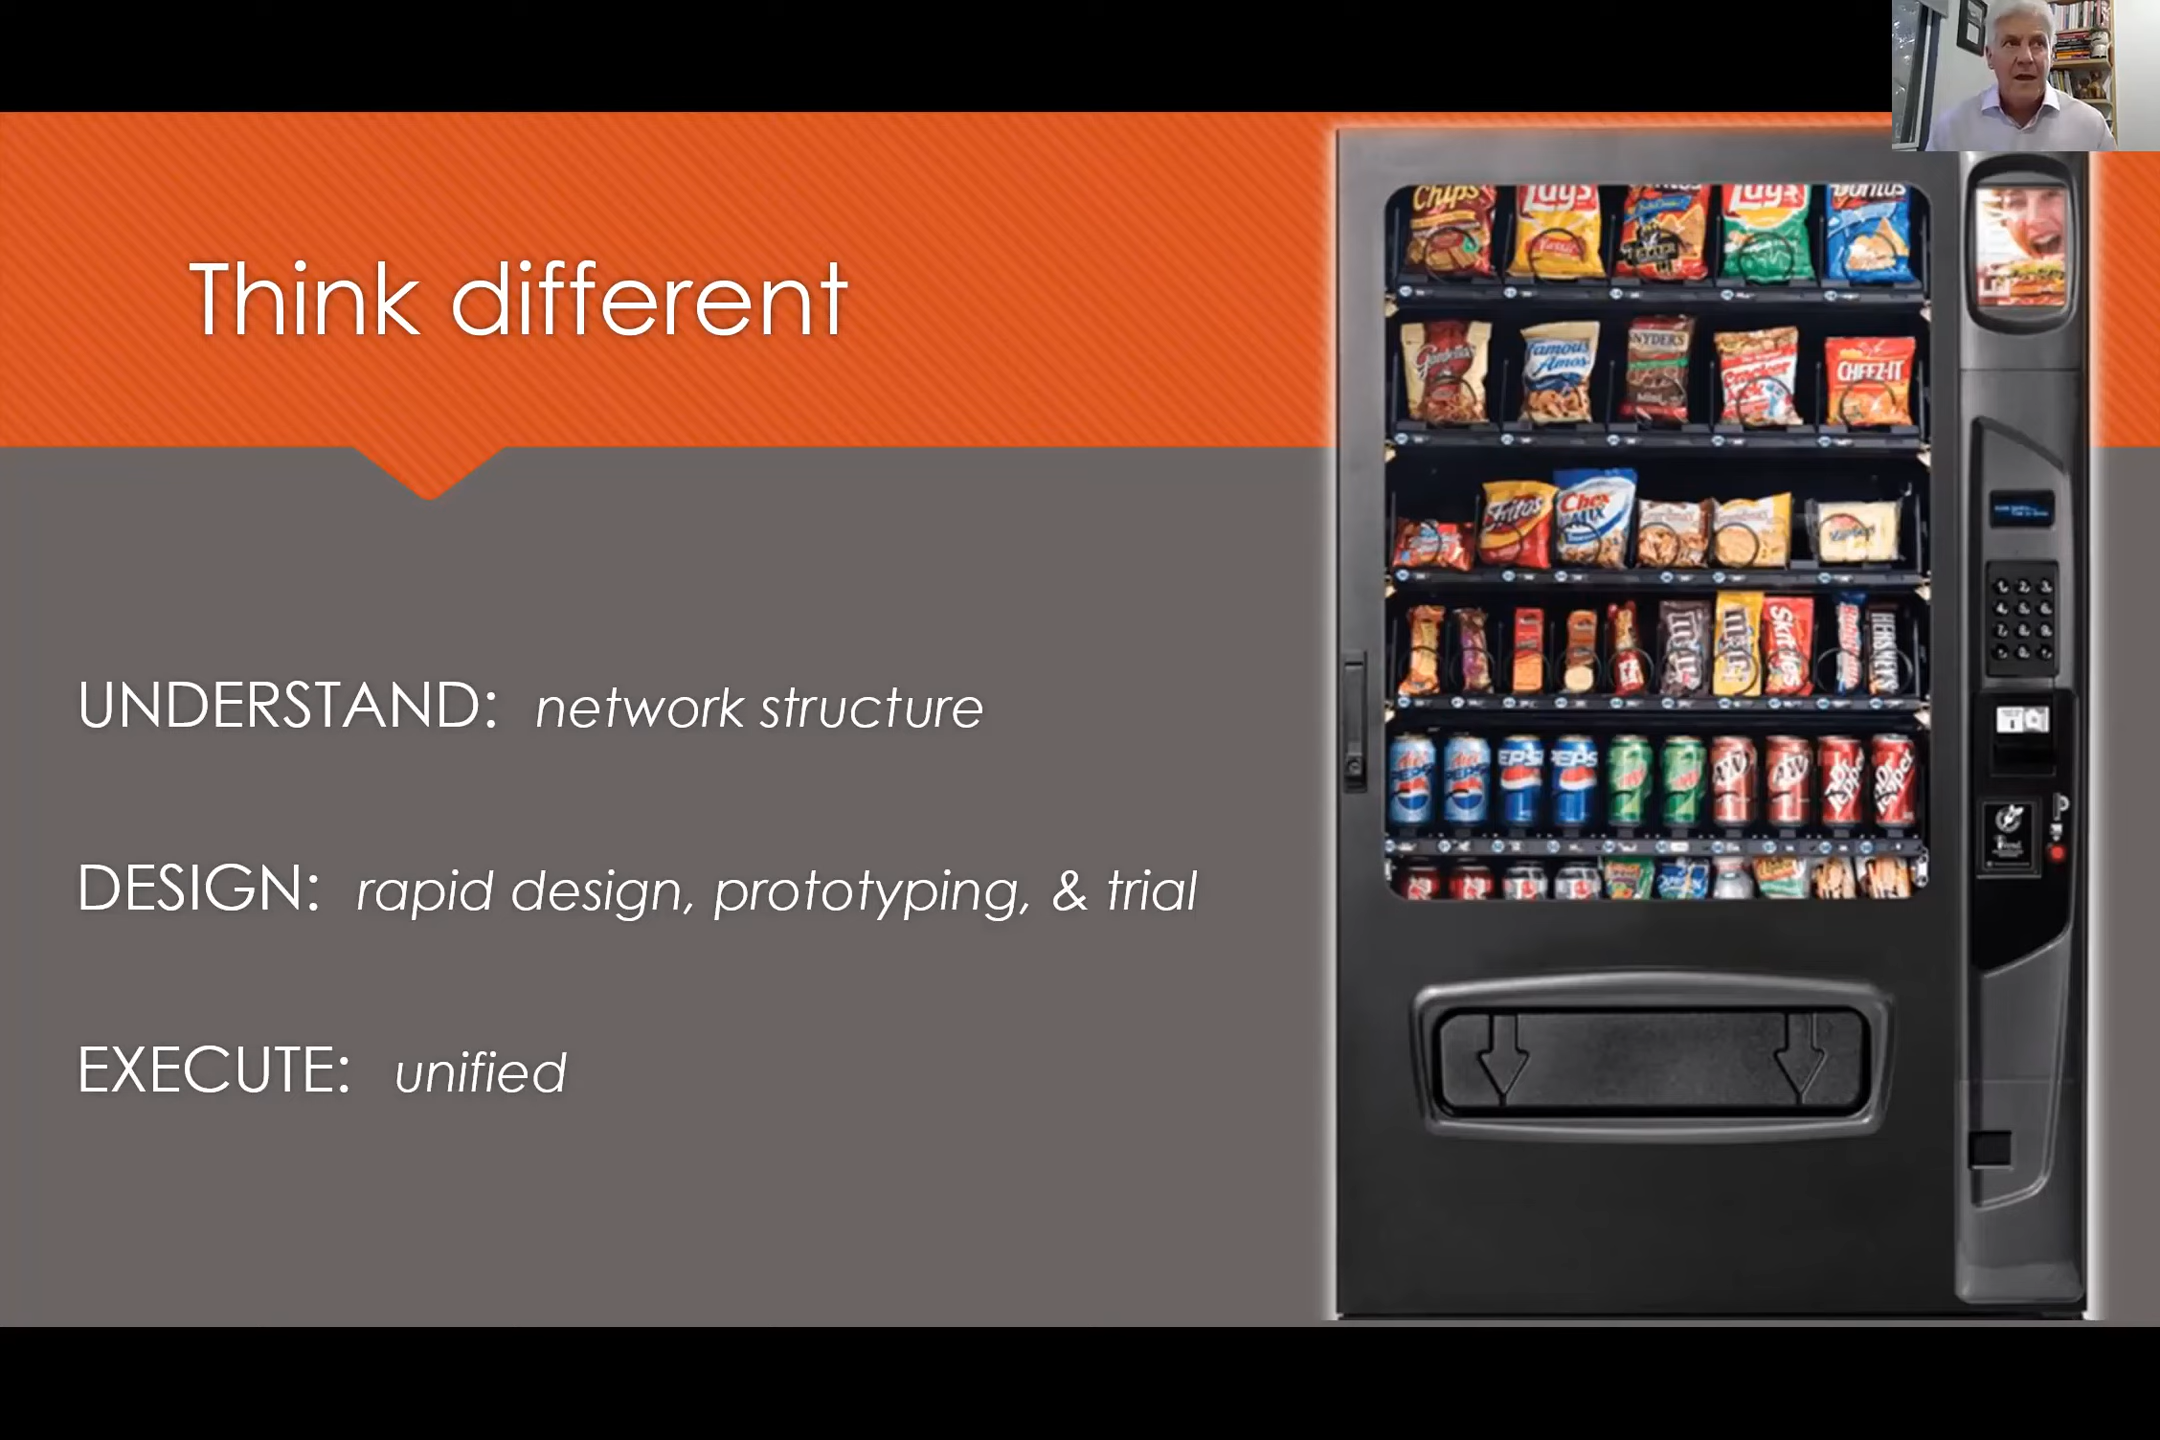 Think different
UNDERSTAND: network structure
DESIGN: rapid design, prototyping, & trial
EXECUTE: unified
Chips
Lay's
Lay's
Doritos
Famous Amos
SNYDER'S
CHEEZ-IT
Fritos
Chex MIX
Skittles
HERSHEY'S
PEPSI
PEPSI
PEPSI
A&W
A&W
Dr Pepper
Dr Pepper